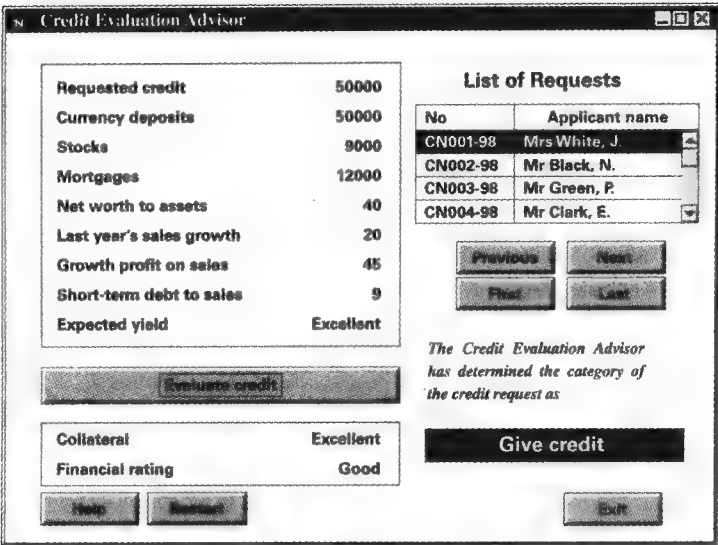 N Credit Evaluation Advisor
Requested credit 50000
Currency deposits 50000
Stocks 9000
Mortgages 12000
Net worth to assets 40
Last year's sales growth 20
Growth profit on sales 45
Short-term debt to sales 9
Expected yield Excellent
Evaluate credit
Collateral Excellent
Financial rating Good
Help Restart
List of Requests
No Applicant name
CN001-98 Mrs White, J.
CN002-98 Mr Black, N.
CN003-98 Mr Green, P.
CN004-98 Mr Clark, E.
Previous Next
First Last
The Credit Evaluation Advisor
has determined the category of
the credit request as
Give credit
Exit